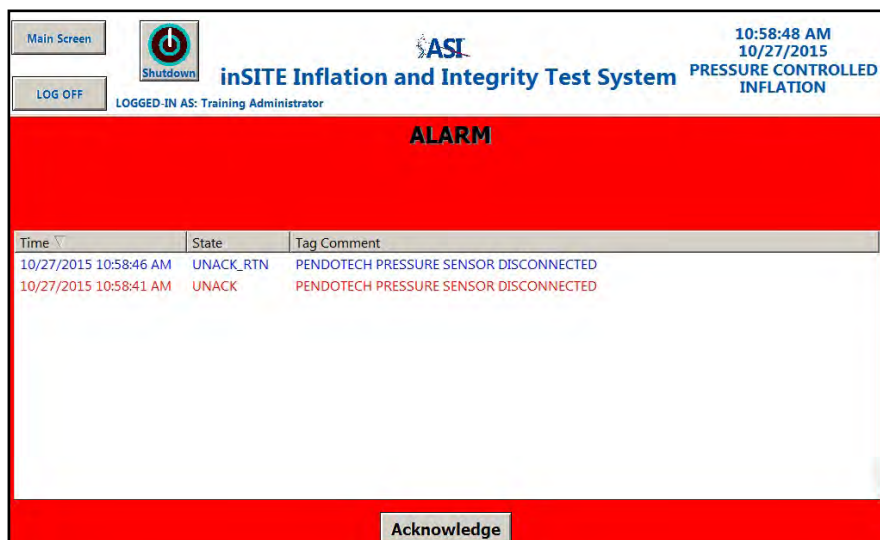 Main Screen
Shutdown
LOG OFF
LOGGED-IN AS: Training Administrator
ASI
inSITE Inflation and Integrity Test System
10:58:48 AM
10/27/2015
PRESSURE CONTROLLED
INFLATION
ALARM
Time State Tag Comment
10/27/2015 10:58:46 AM UNACK_RTN PENDOTECH PRESSURE SENSOR DISCONNECTED
10/27/2015 10:58:41 AM UNACK PENDOTECH PRESSURE SENSOR DISCONNECTED
Acknowledge